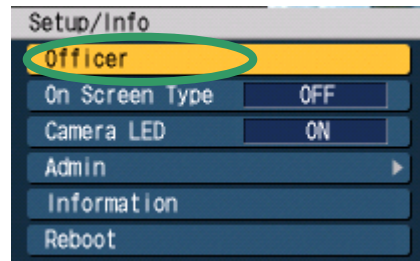 Setup/Info
Officer
On Screen Type OFF
Camera LED ON
Admin
Information
Reboot